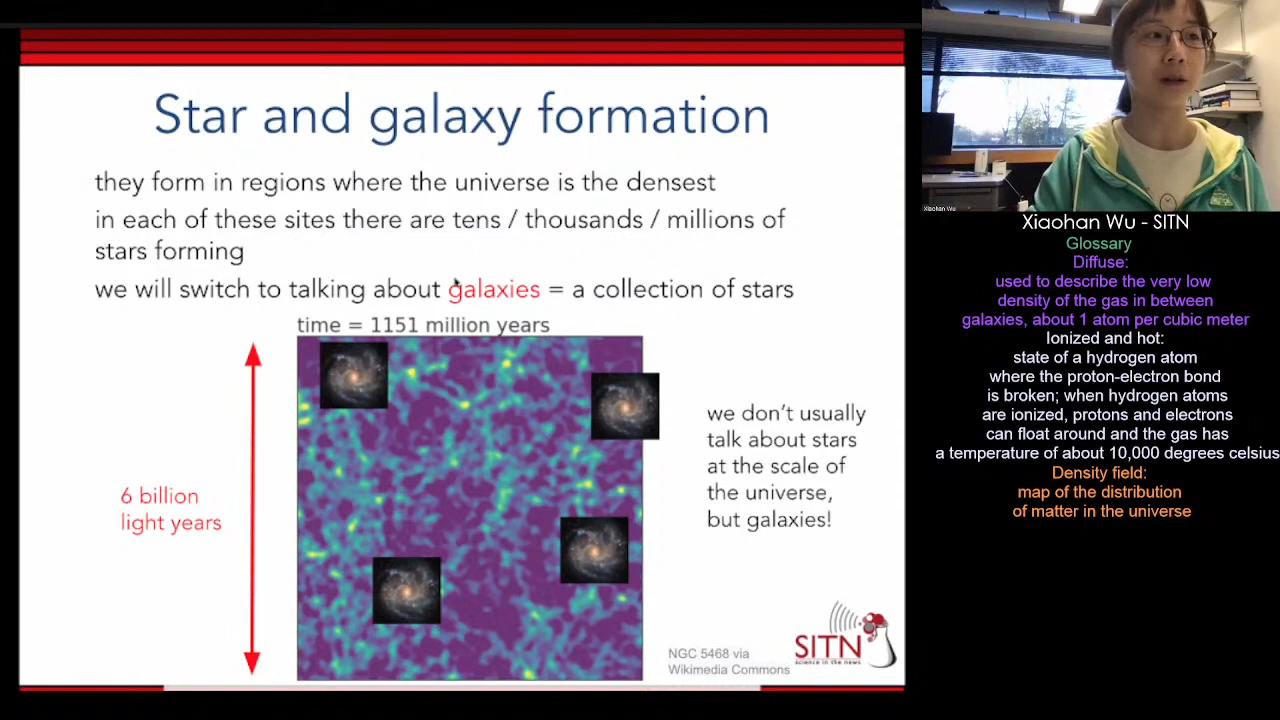 Star and galaxy formation
they form in regions where the universe is the densest
in each of these sites there are tens / thousands / millions of
stars forming
we will switch to talking about galaxies = a collection of stars
time = 1151 million years
6 billion
light years
we don't usually
talk about stars
at the scale of
the universe,
but galaxies!
NGC 5468 via
Wikimedia Commons
SITN
science in the news
Xiaohan Wu
Xiaohan Wu - SITN
Glossary
Diffuse:
used to describe the very low
density of the gas in between
galaxies, about 1 atom per cubic meter
Ionized and hot:
state of a hydrogen atom
where the proton-electron bond
is broken; when hydrogen atoms
are ionized, protons and electrons
can float around and the gas has
a temperature of about 10,000 degrees celsius
Density field:
map of the distribution
of matter in the universe